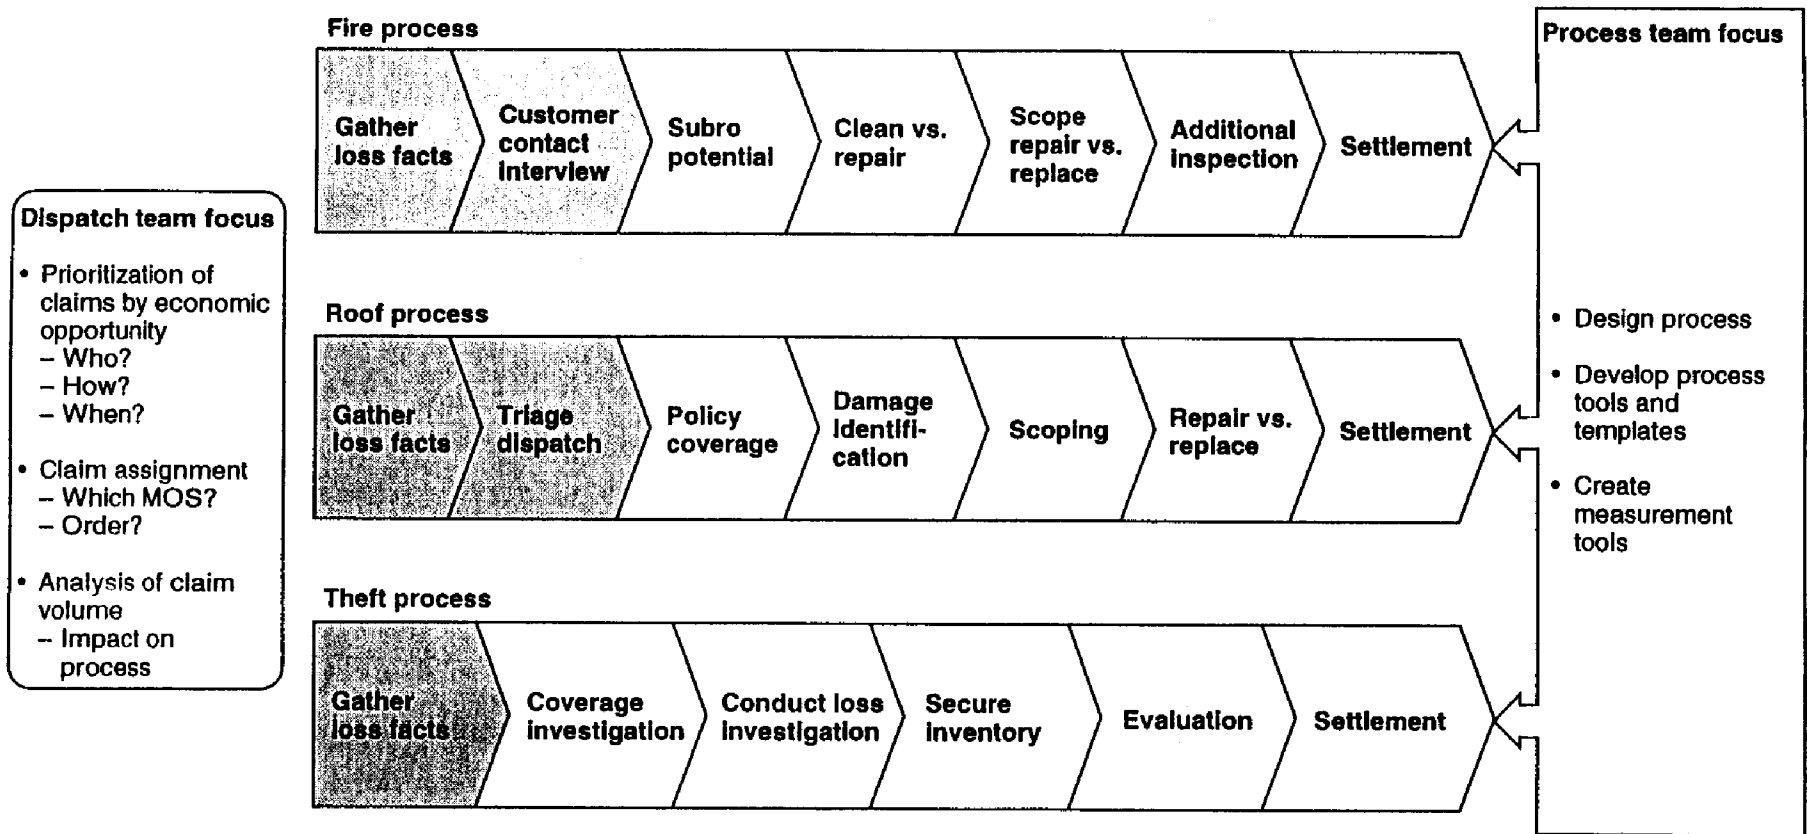 Fire process
Gather
loss facts
Customer
contact
interview
Subro
potential
Clean vs.
repair
Scope
repair vs.
replace
Additional
inspection
Settlement
Dispatch team focus
• Prioritization of
claims by economic
opportunity
– Who?
– How?
– When?
• Claim assignment
– Which MOS?
– Order?
• Analysis of claim
volume
– Impact on
process
Roof process
Gather
loss facts
Triage
dispatch
Policy
coverage
Damage
identifi-
cation
Scoping
Repair vs.
replace
Settlement
Theft process
Gather
loss facts
Coverage
investigation
Conduct loss
investigation
Secure
inventory
Evaluation
Settlement
Process team focus
• Design process
• Develop process
tools and
templates
• Create
measurement
tools